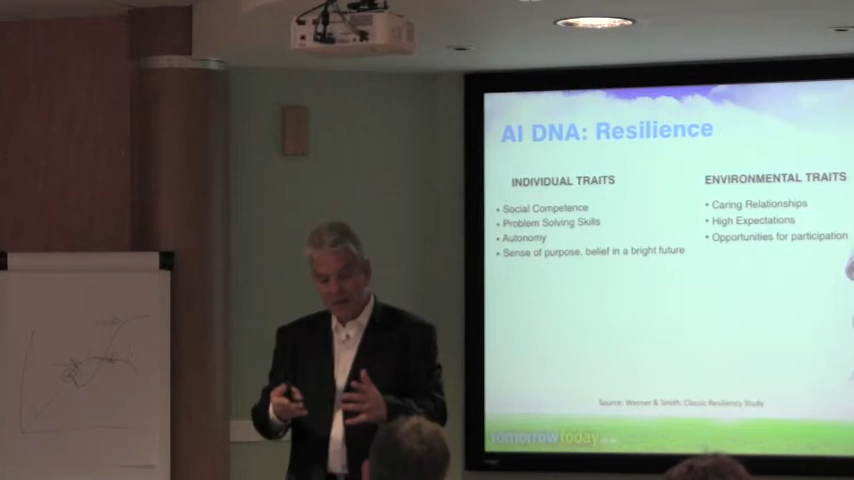 AI DNA: Resilience
INDIVIDUAL TRAITS
• Social Competence
• Problem Solving Skills
• Autonomy
• Sense of purpose, belief in a bright future
ENVIRONMENTAL TRAITS
• Caring Relationships
• High Expectations
• Opportunities for participation
Source: Werner & Smith: Classic Resiliency Study
tomorrowtoday